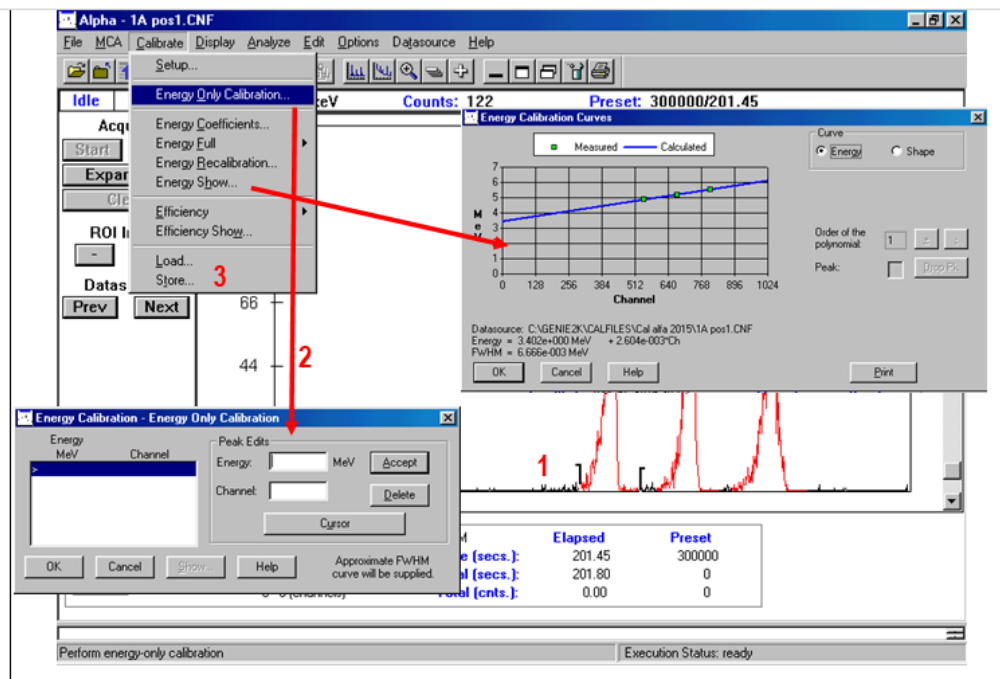 Alpha - 1A pos1.CNF
File MCA Calibrate Display Analyze Edit Options Datasource Help
Idle
keV Counts: 122 Preset: 300000/201.45
Start
ROI
-
Prev Next
Setup...
Energy Only Calibration...
Energy Coefficients...
Energy Full
Energy Recalibration...
Energy Show...
Efficiency
Efficiency Show...
Load...
Store...
3
66
44
2
1
Energy Calibration Curves
Measured Calculated
7
6
5
4
3
1
0
MeV
0 128 256 384 512 640 768 896 1024
Channel
Curve
Energy Shape
Order of the
polynomial: 1 + -
Peak: Drop Pk.
Datasource: C:\GENIE2K\CALFILES\Cal alfa 2015\1A pos1.CNF
Energy = 3.402e+000 MeV + 2.604e-003*Ch
FWHM = 6.666e-003 MeV
OK Cancel Help Print
Energy Calibration - Energy Only Calibration
Energy
MeV Channel
>
Peak Edits
Energy: MeV Accept
Channel: Delete
Cursor
OK Cancel Show... Help
Approximate FWHM
curve will be supplied.
Elapsed Preset
(secs.): 201.45 300000
(secs.): 201.80 0
(cnts.): 0.00 0
Perform energy-only calibration Execution Status: ready